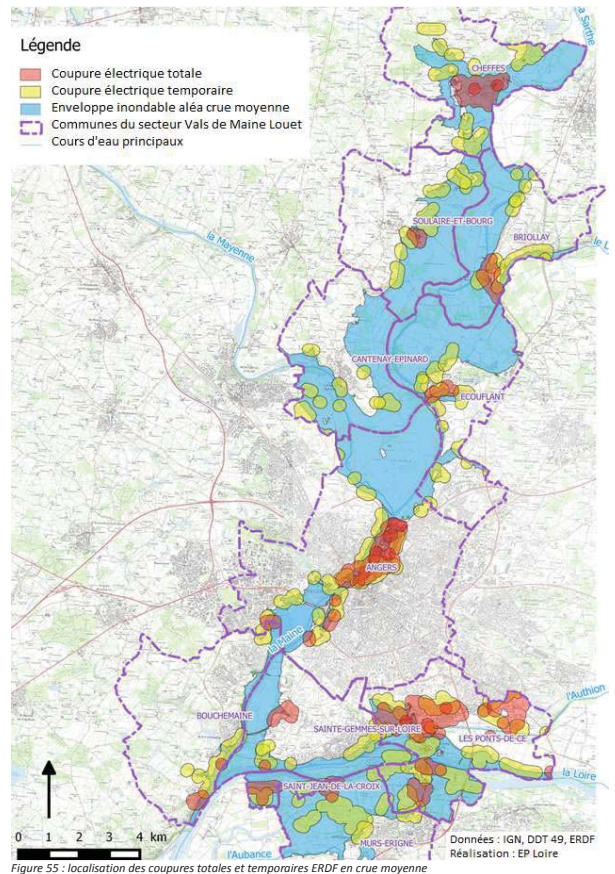 Légende
Coupure électrique totale
Coupure électrique temporaire
Enveloppe inondable aléa crue moyenne
Communes du secteur Vals de Maine Louet
Cours d'eau principaux
la Sarthe
CHEFFES
SOULAIRE-ET-BOURG
la Mayenne
BRIOLLAY
le L
CANTENAY-EPINARD
ECOUFLANT
ANGERS
la Maine
BOUCHEMAINE
SAINTE-GEMMES-SUR-LOIRE
l'Authion
LES PONTS-DE-CE
la Loire
SAINT-JEAN-DE-LA-CROIX
MURS-ERIGNE
l'Aubance
0 1 2 3 4 km
Données : IGN, DDT 49, ERDF
Réalisation : EP Loire
Figure 55 : localisation des coupures totales et temporaires ERDF en crue moyenne